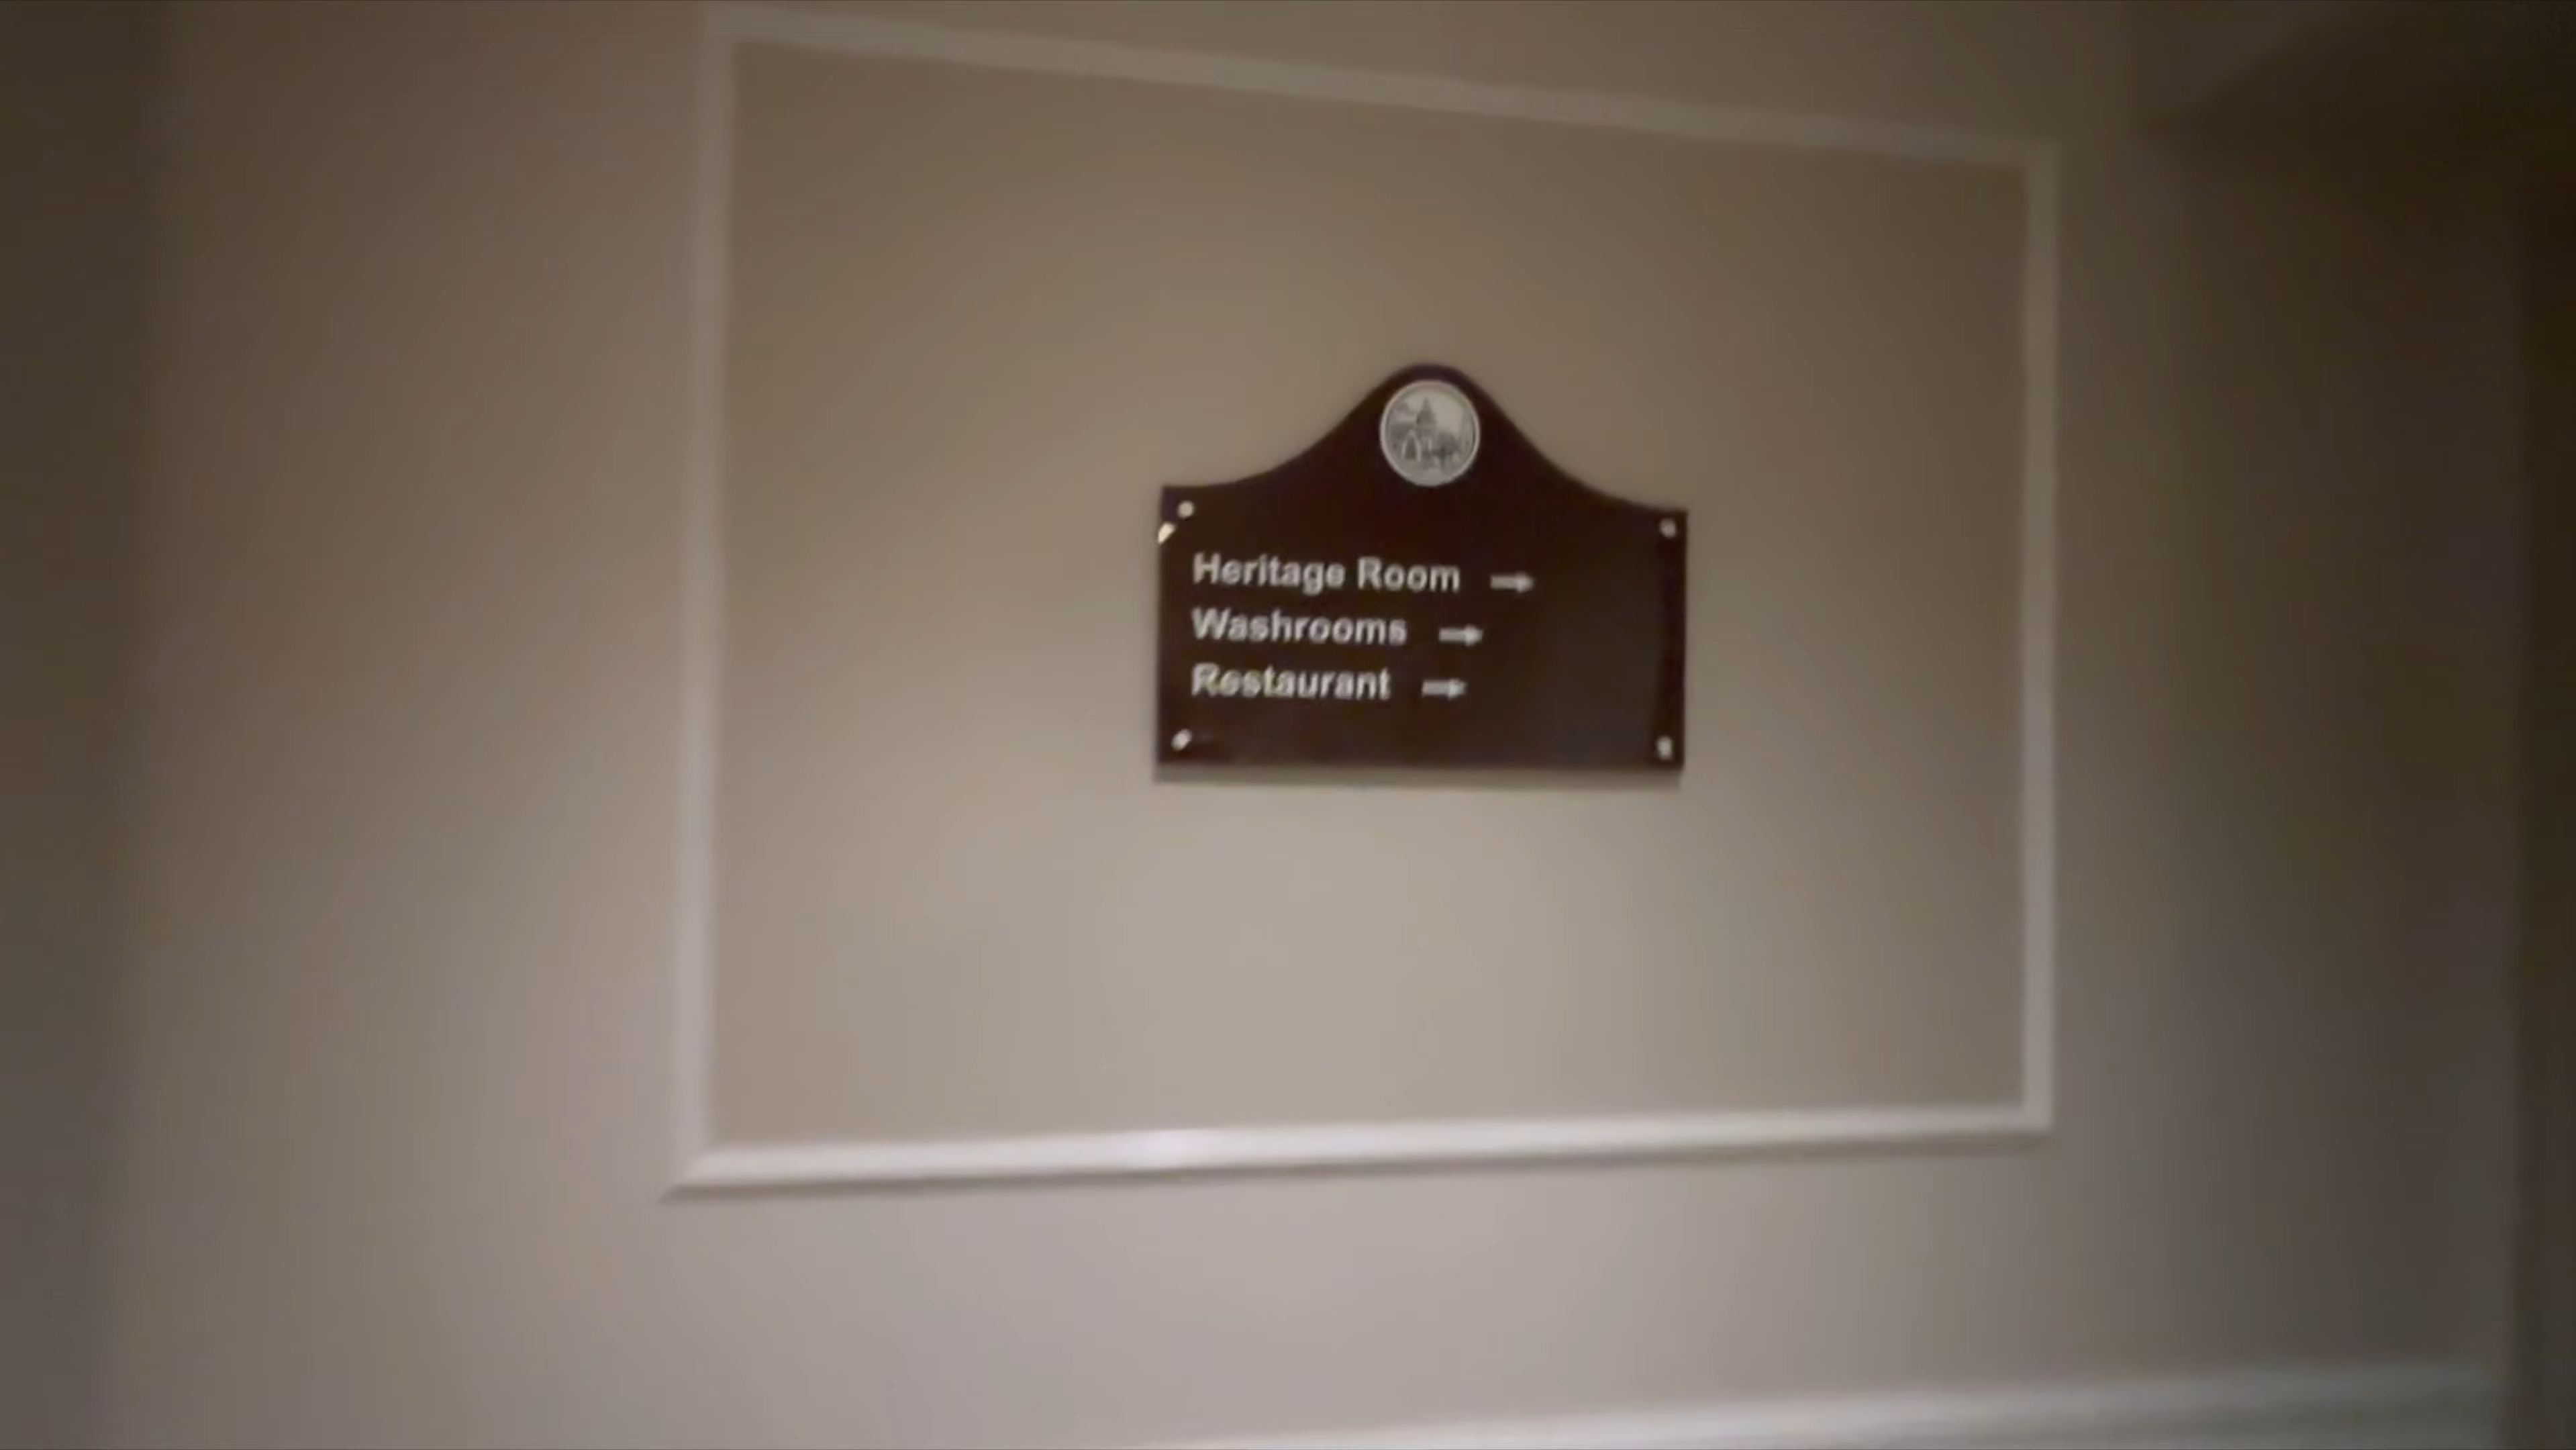 Heritage Room →
Washrooms →
Restaurant →